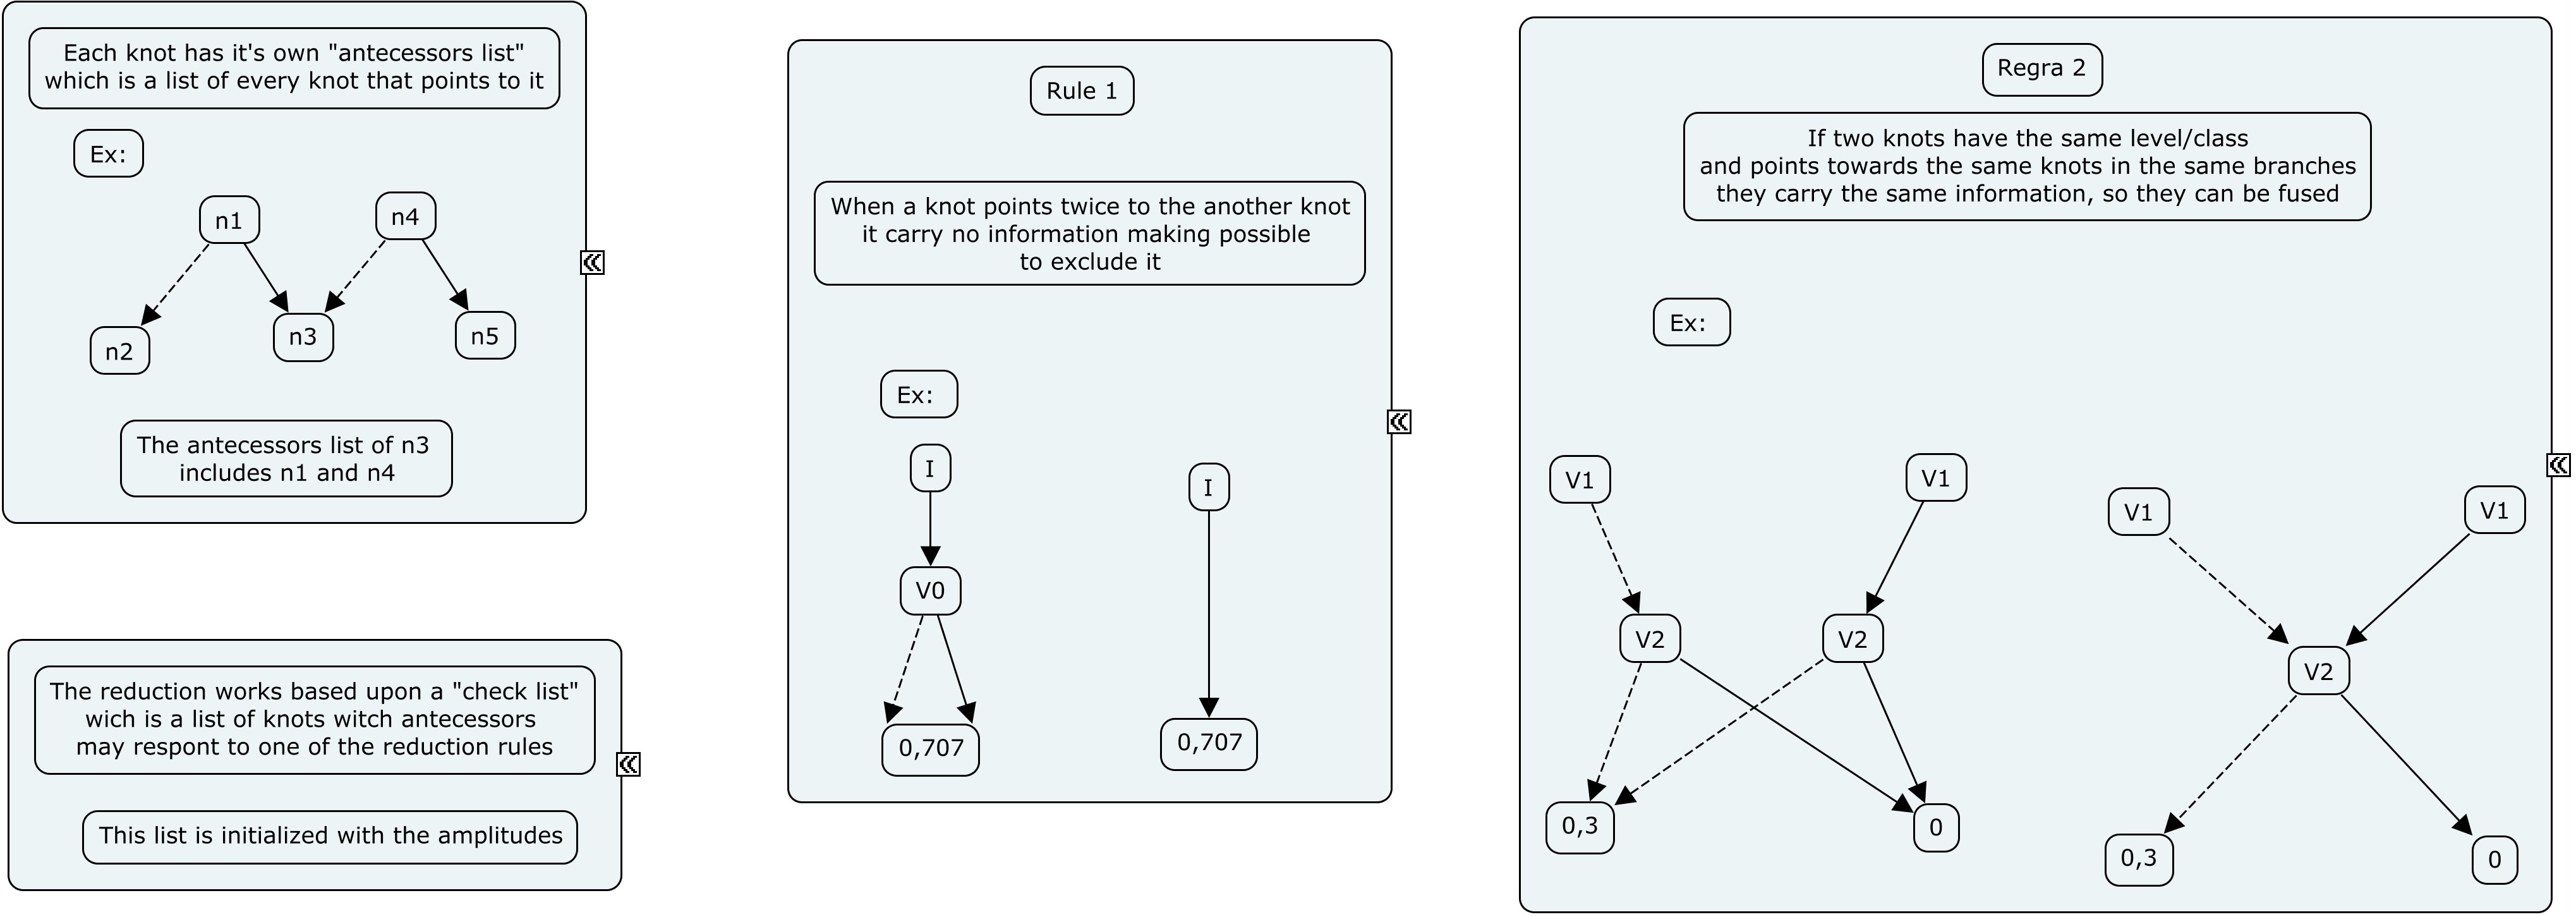 Each knot has it's own "antecessors list"
which is a list of every knot that points to it
Ex:
n1
n4
n2
n3
n5
The antecessors list of n3
includes n1 and n4
The reduction works based upon a "check list"
wich is a list of knots witch antecessors
may respont to one of the reduction rules
This list is initialized with the amplitudes
Rule 1
When a knot points twice to the another knot
it carry no information making possible
to exclude it
Ex:
I
I
V0
0,707
0,707
Regra 2
If two knots have the same level/class
and points towards the same knots in the same branches
they carry the same information, so they can be fused
Ex:
V1
V1
V2
V2
0,3
0
V1
V1
V2
0,3
0